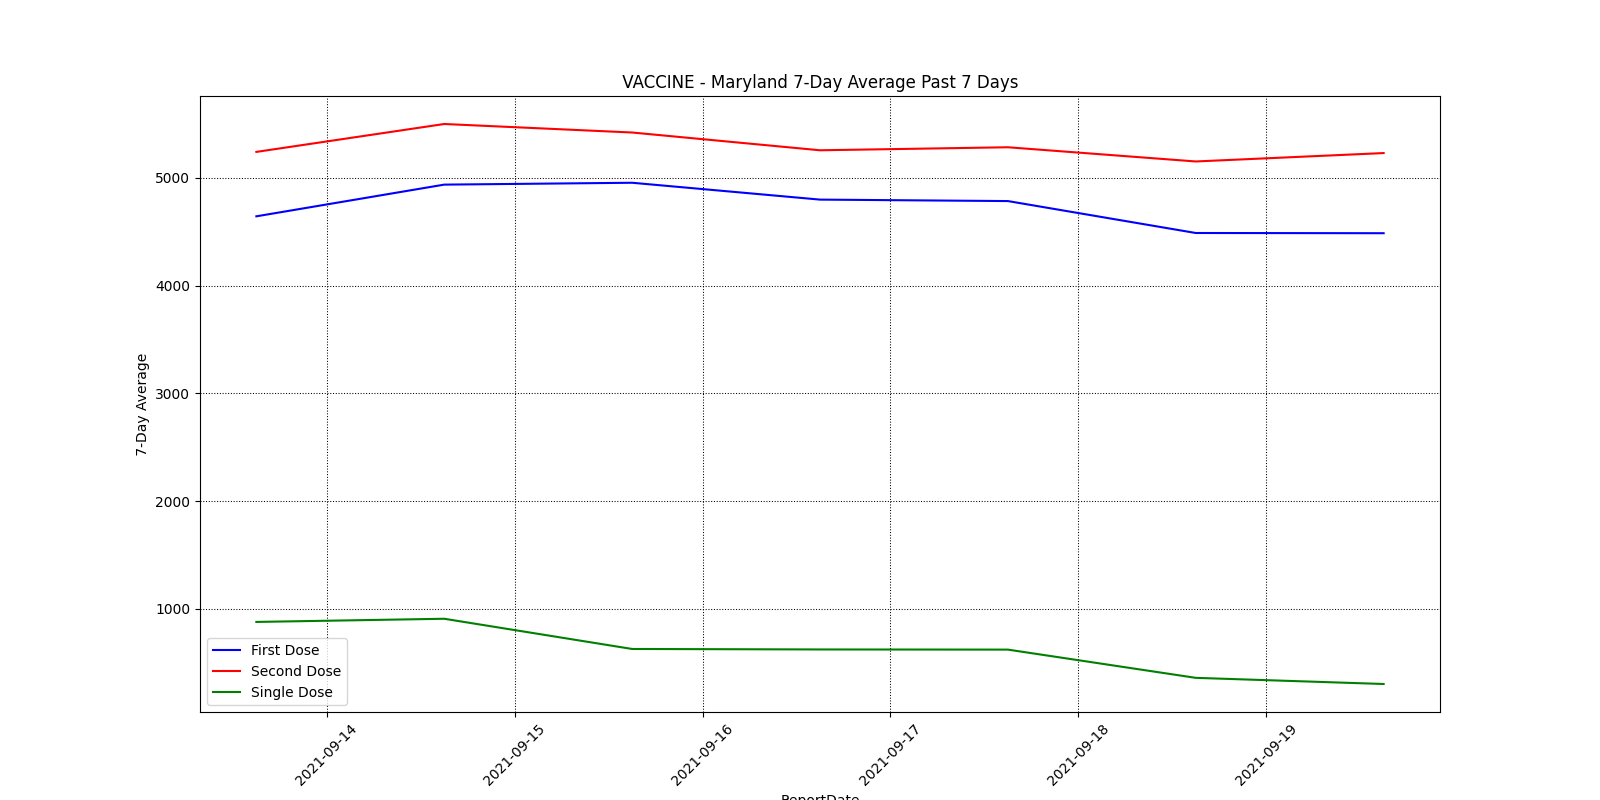 VACCINE - Maryland 7-Day Average Past 7 Days
7-Day Average
5000
4000
3000
2000
1000
First Dose
Second Dose
Single Dose
2021-09-14
2021-09-15
2021-09-16
2021-09-17
2021-09-18
2021-09-19
ReportDate